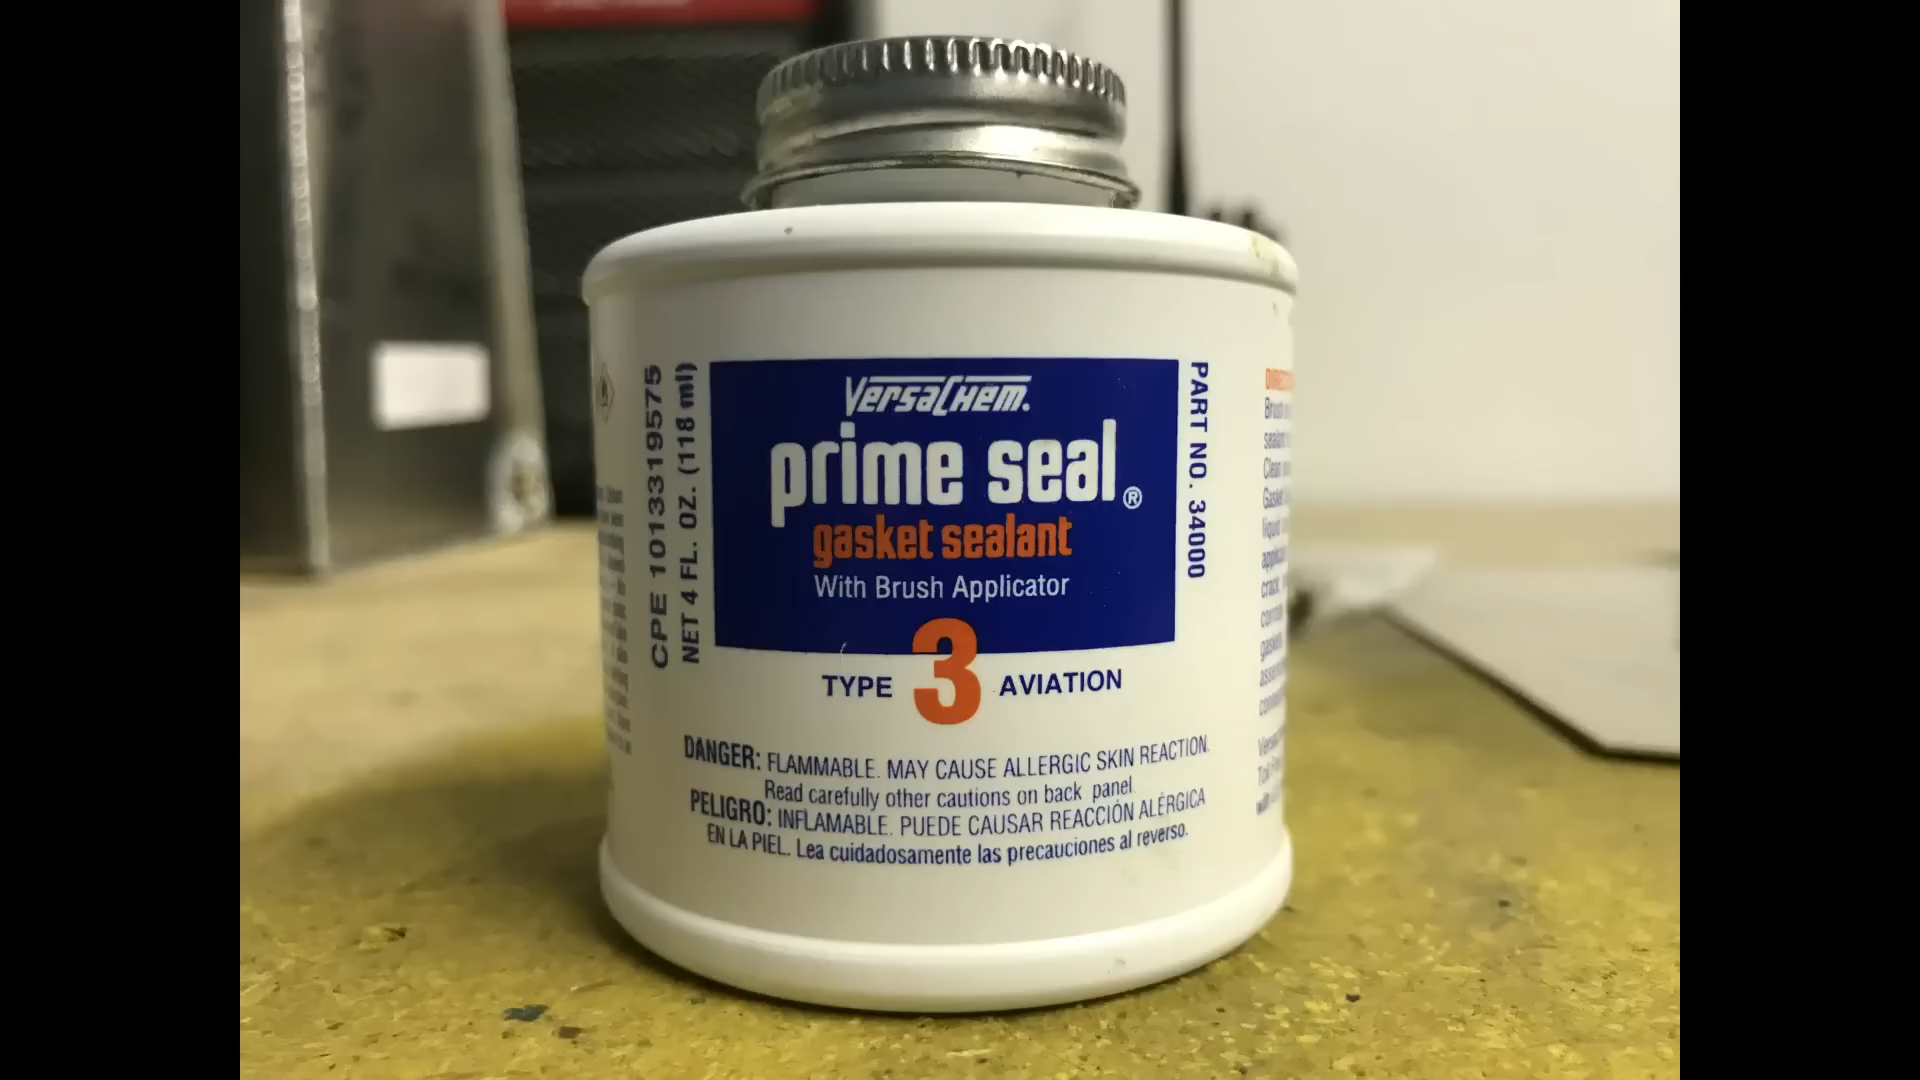 VERSACHEM.
prime seal®
gasket sealant
With Brush Applicator
TYPE 3 AVIATION
CPE 1013319575
NET 4 FL. OZ. (118 ml)
PART NO. 34000
DANGER: FLAMMABLE. MAY CAUSE ALLERGIC SKIN REACTION.
Read carefully other cautions on back panel.
PELIGRO: INFLAMABLE. PUEDE CAUSAR REACCIÓN ALÉRGICA
EN LA PIEL. Lea cuidadosamente las precauciones al reverso.